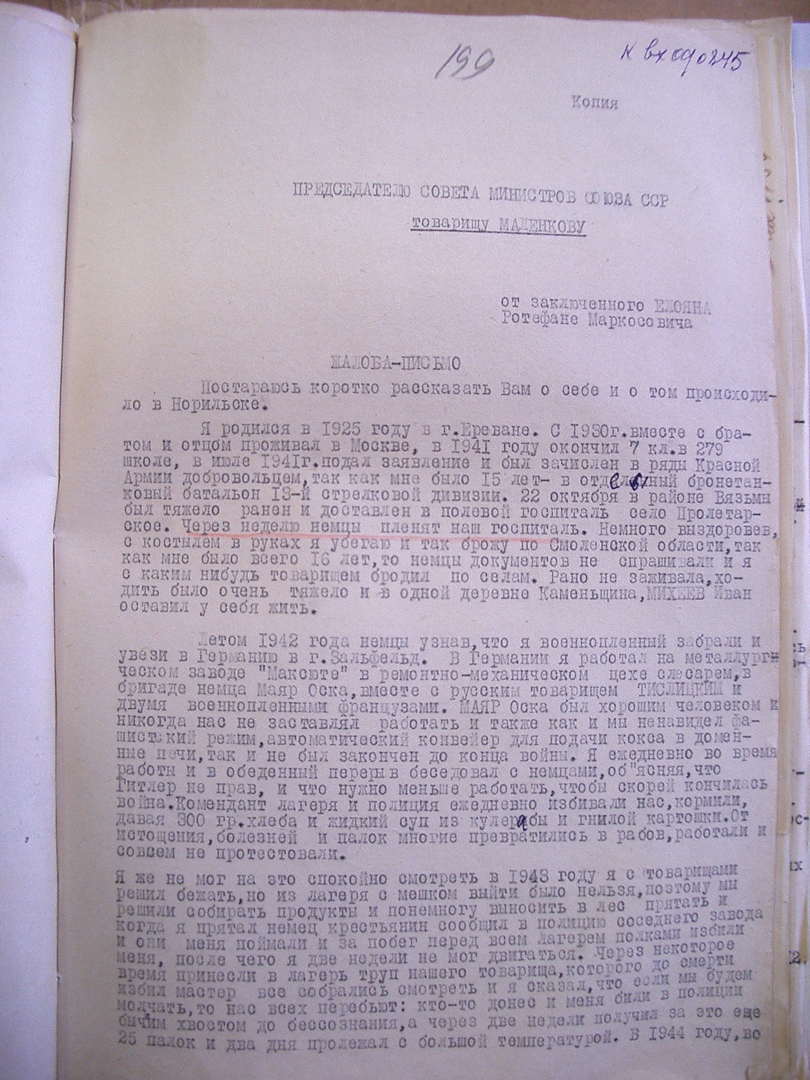 199
к вх од 0245
Копия
ПРЕДСЕДАТЕЛЮ СОВЕТА МИНИСТРОВ СОЮЗА ССР
товарищу МАЛЕНКОВУ
от заключенного ЕЛОЯНА
Ротефане Маркосовича
ЖАЛОБА-ПИСЬМО
Постараюсь коротко рассказать Вам о себе и о том происходи-
ло в Норильске.
Я родился в 1925 году в г.Ереване. С 1930г.вместе с бра-
том и отцом проживал в Москве, в 1941 году окончил 7 кл.в 279
школе, в июле 1941г.подал заявление и был зачислен в ряды Красной
Армии добровольцем,так как мне было 15 лет- в отдельный бронетан-
ковый батальон 18-й стрелковой дивизии. 22 октября в районе Вязьмы
был тяжело ранен и доставлен в полевой госпиталь село Пролетар-
ское. Через неделю немцы пленят наш госпиталь. Немного выздоровев,
с костылем в руках я убегаю и так брожу по Смоленской области,так
как мне было всего 16 лет,то немцы документов не спрашивали и я
с каким нибудь товарищем бродил по селам. Рано не заживала,хо-
дить было очень тяжело и в одной деревне Каменьщина,МИХЕЕВ Иван
оставил у себя жить.
Летом 1942 года немцы узнав,что я военнопленный забрали и
увези в Германию в г.Зальфельд. В Германии я работал на металлурги-
ческом заводе "Максюте" в ремонтно-механическом цехе слесарем,в
бригаде немца Маяр Оска,вместе с русским товарищем ТИСЛИЦКИМ и
двумя военнопленными французами. МАЯР Оска был хорошим человеком и
никогда нас не заставлял работать и также как и мы ненавидел фа-
шистский режим,автоматический конвейер для подачи кокса в домен-
ные печи,так и не был закончен до конца войны. Я ежедневно во время
работы и в обеденный перерыв беседовал с немцами,об"ясняя,что
Гитлер не прав, и что нужно меньше работать,чтобы скорей кончилась
война.Комендант лагеря и полиция ежедневно избивали нас,кормили,
давая 300 гр.хлеба и жидкий суп из кулерабы и гнилой картошки.От
истощения,болезней и палок многие превратились в рабов,работали и
совсем не протестовали.
Я же не мог на это спокойно смотреть в 1943 году я с товарищами
решил бежать,но из лагеря с мешком выйти было нельзя,поэтому мы
решили собирать продукты и понемногу выносить в лес прятать и
когда я прятал немец крестьянин сообщил в полицию соседнего завода
и они меня поймали и за побег перед всем лагерем полками избили
меня, после чего я две недели не мог двигаться. Через некоторое
время принесли в лагерь труп нашего товарища,которого до смерти
избил мастер все собрались смотреть и я сказал,что если мы будем
молчать,то нас всех перебьют: кто-то донес и меня били в полиции
бычим хвостом до бессознания,а через две недели получил за это еще
25 палок и два дня пролежал с большой температурой. В 1944 году,во